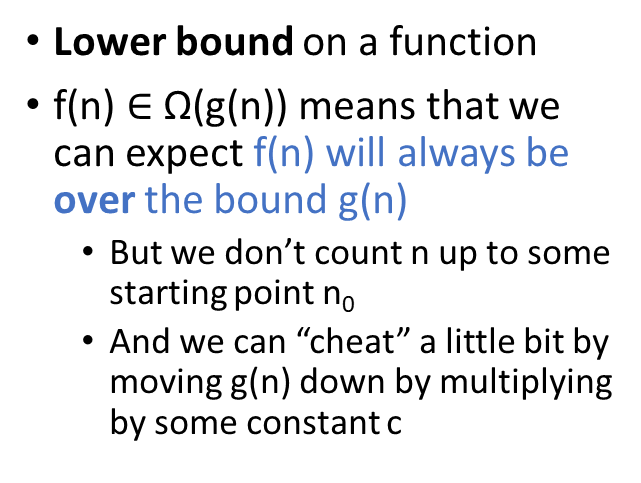 • Lower bound on a function
• f(n) ∈ Ω(g(n)) means that we
can expect f(n) will always be
over the bound g(n)
• But we don’t count n up to some
starting point n₀
• And we can “cheat” a little bit by
moving g(n) down by multiplying
by some constant c